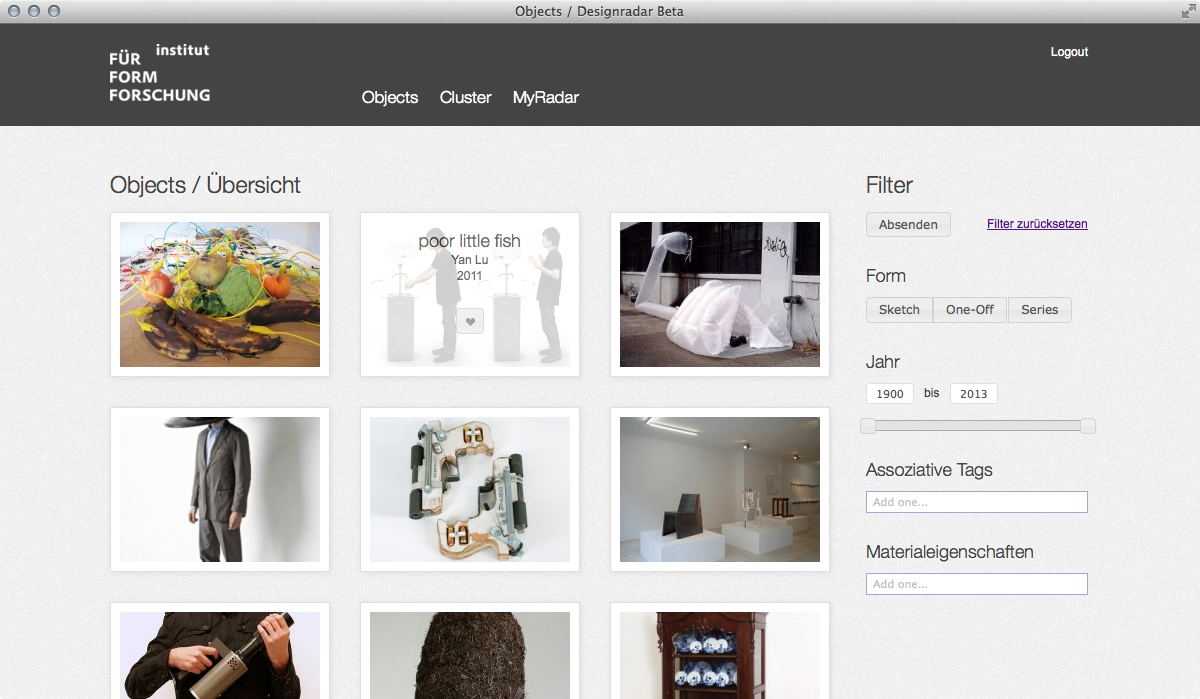 Objects / Designradar Beta
institut
FÜR
FORM
FORSCHUNG
Logout
Objects Cluster MyRadar
Objects / Übersicht
poor little fish
Yan Lu
2011
Filter
Absenden Filter zurücksetzen
Form
Sketch One-Off Series
Jahr
1900 bis 2013
Assoziative Tags
Add one...
Materialeigenschaften
Add one...